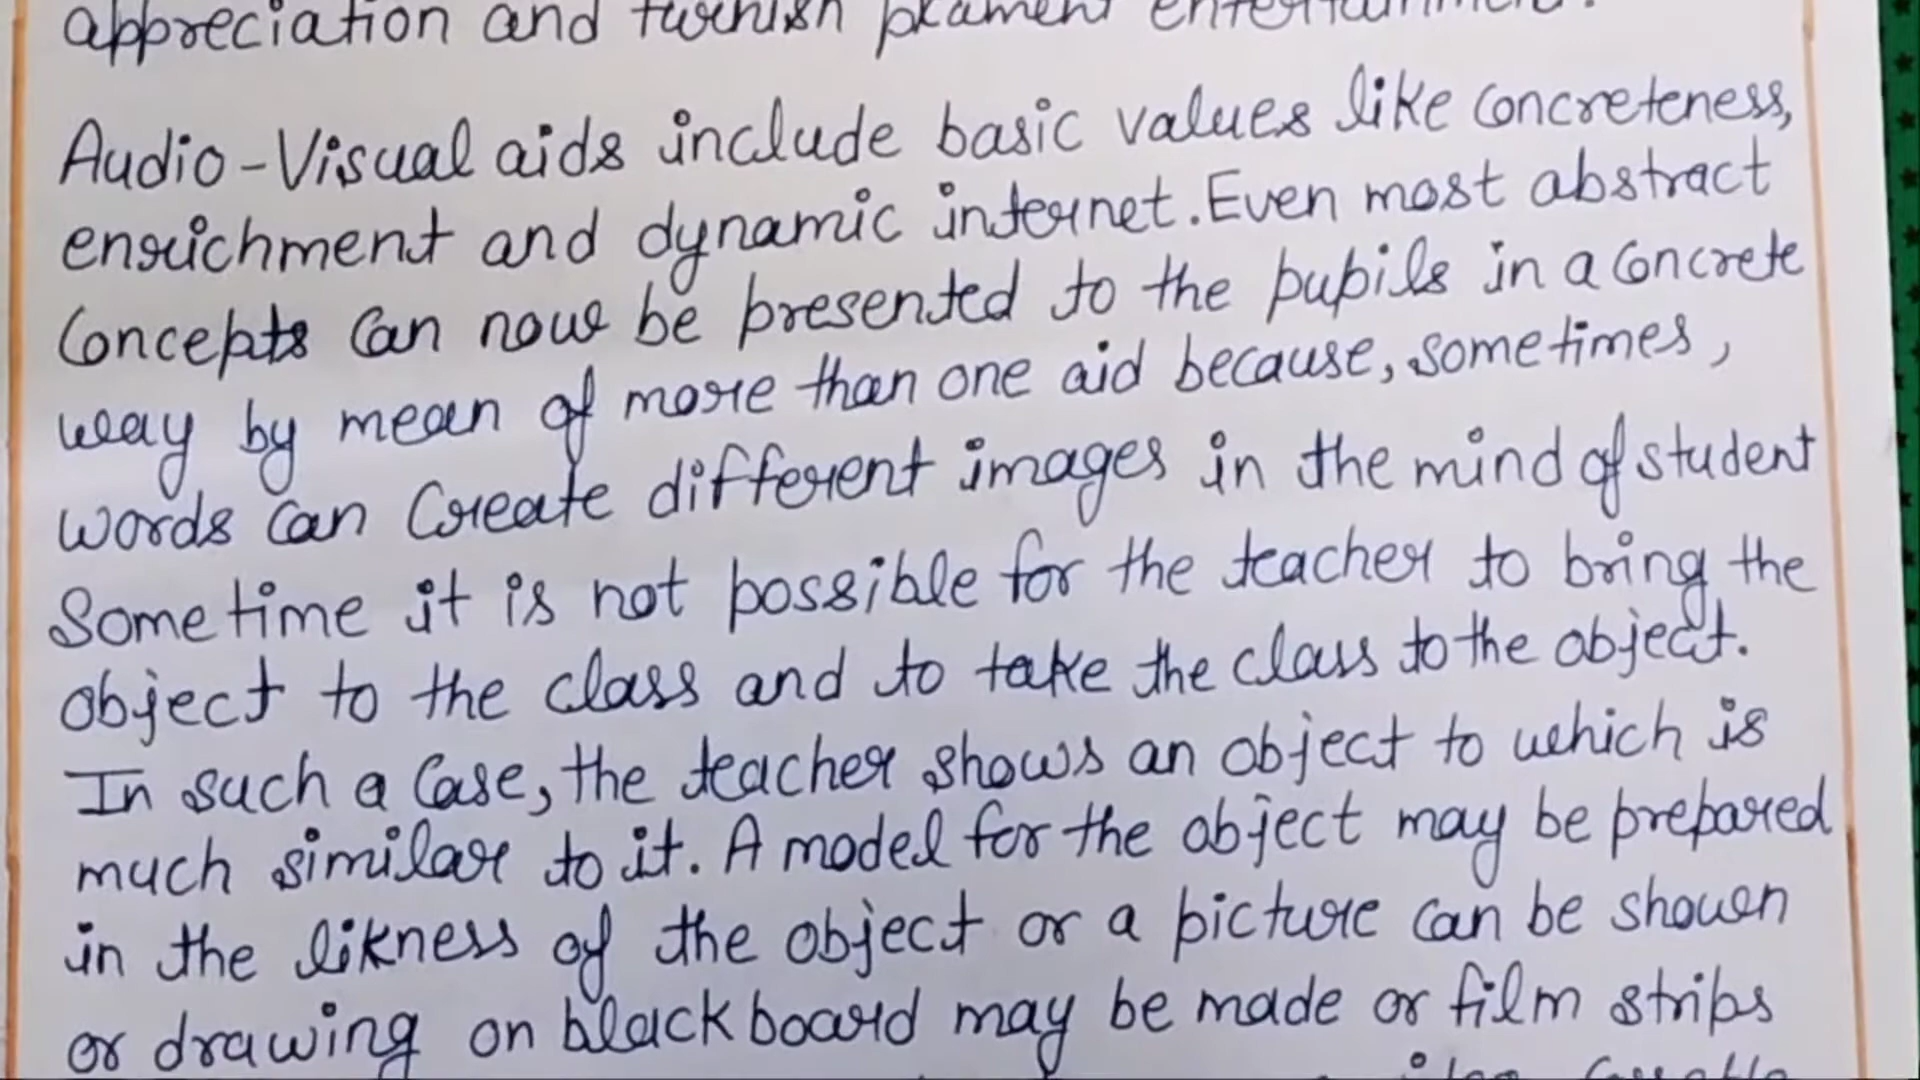 appreciation and furnish entertainment.
Audio-Visual aids include basic values like concreteness,
enrichment and dynamic internet. Even most abstract
Concepts can now be presented to the pupils in a concrete
way by mean of more than one aid because, sometimes,
words can create different images in the mind of student
Sometime it is not possible for the teacher to bring the
object to the class and to take the class to the object.
In such a case, the teacher shows an object to which is
much similar to it. A model for the object may be prepared
in the likness of the object or a picture can be shown
or drawing on blackboard may be made or film strips